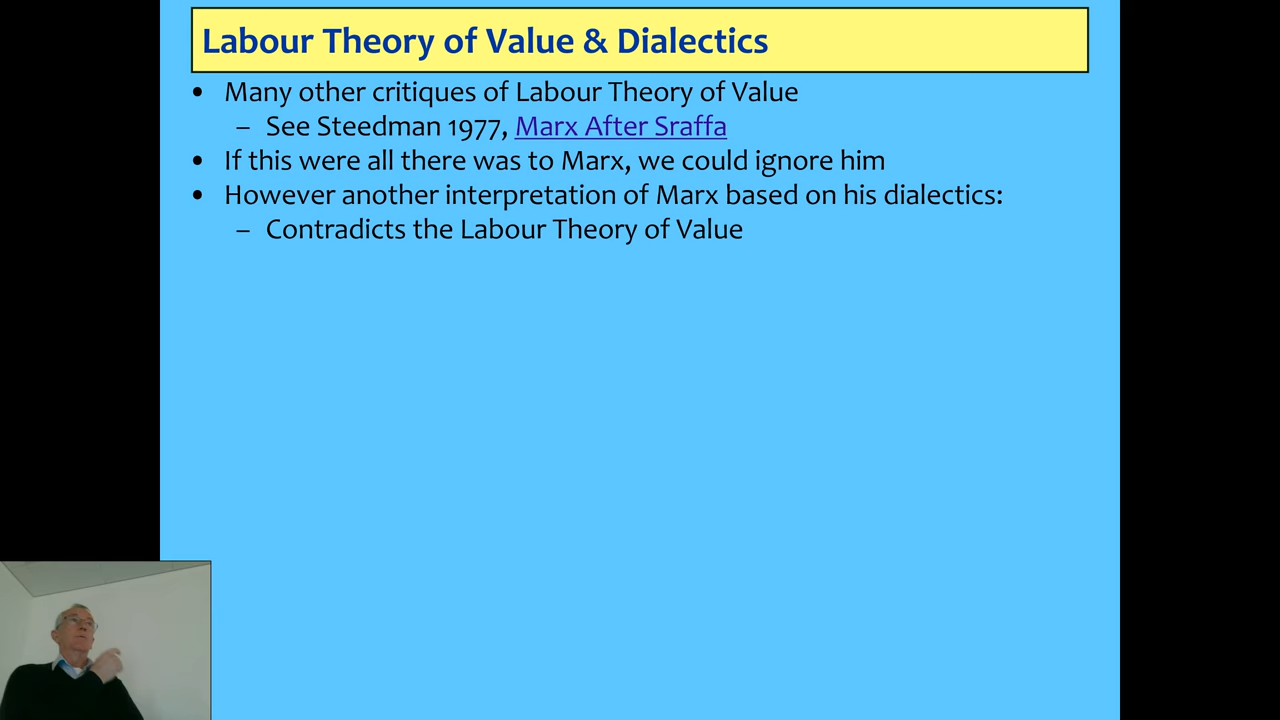 Labour Theory of Value & Dialectics
• Many other critiques of Labour Theory of Value
– See Steedman 1977, Marx After Sraffa
• If this were all there was to Marx, we could ignore him
• However another interpretation of Marx based on his dialectics:
– Contradicts the Labour Theory of Value